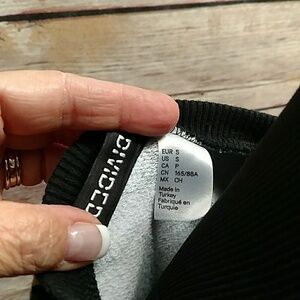 DIVIDED
EUR S
US S
CA P
CN 165/88A
MX CH
Made in
Turkey
Fabriqué en
Turquie